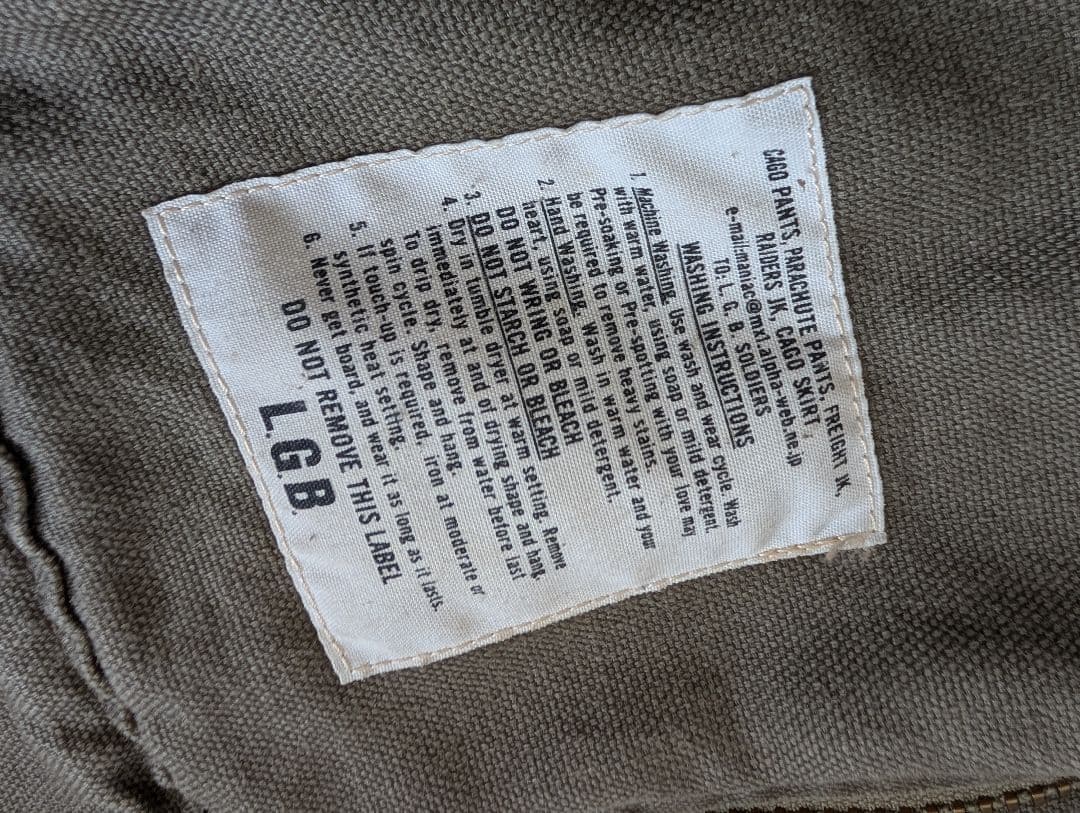 CAGO PANTS, PARACHUTE PANTS, FREIGHT JK,
RAIDERS JK, CAGO SKIRT
e-mail:maniac@md.alpha-web.ne.jp
TO: L. G. B. SOLDIERS
WASHING INSTRUCTIONS
1. Machine Washing. Use wash and wear cycle. Wash
with warm water, using soap or mild detergent.
Pre-soaking or Pre-spotting with your love may
be required to remove heavy stains.
2. Hand Washing. Wash in warm water and your
heart, using soap or mild detergent.
DO NOT WRING OR BLEACH
3. DO NOT STARCH OR BLEACH
4. Dry in tumble dryer at warm setting. Remove
immediately at and of drying shape and hang.
To drip dry, remove from water before last
spin cycle. Shape and hang.
5. If touch-up is required, iron at moderate or
synthetic heat setting.
6. Never get board, and wear it as long as it lasts.
DO NOT REMOVE THIS LABEL
L.G.B.